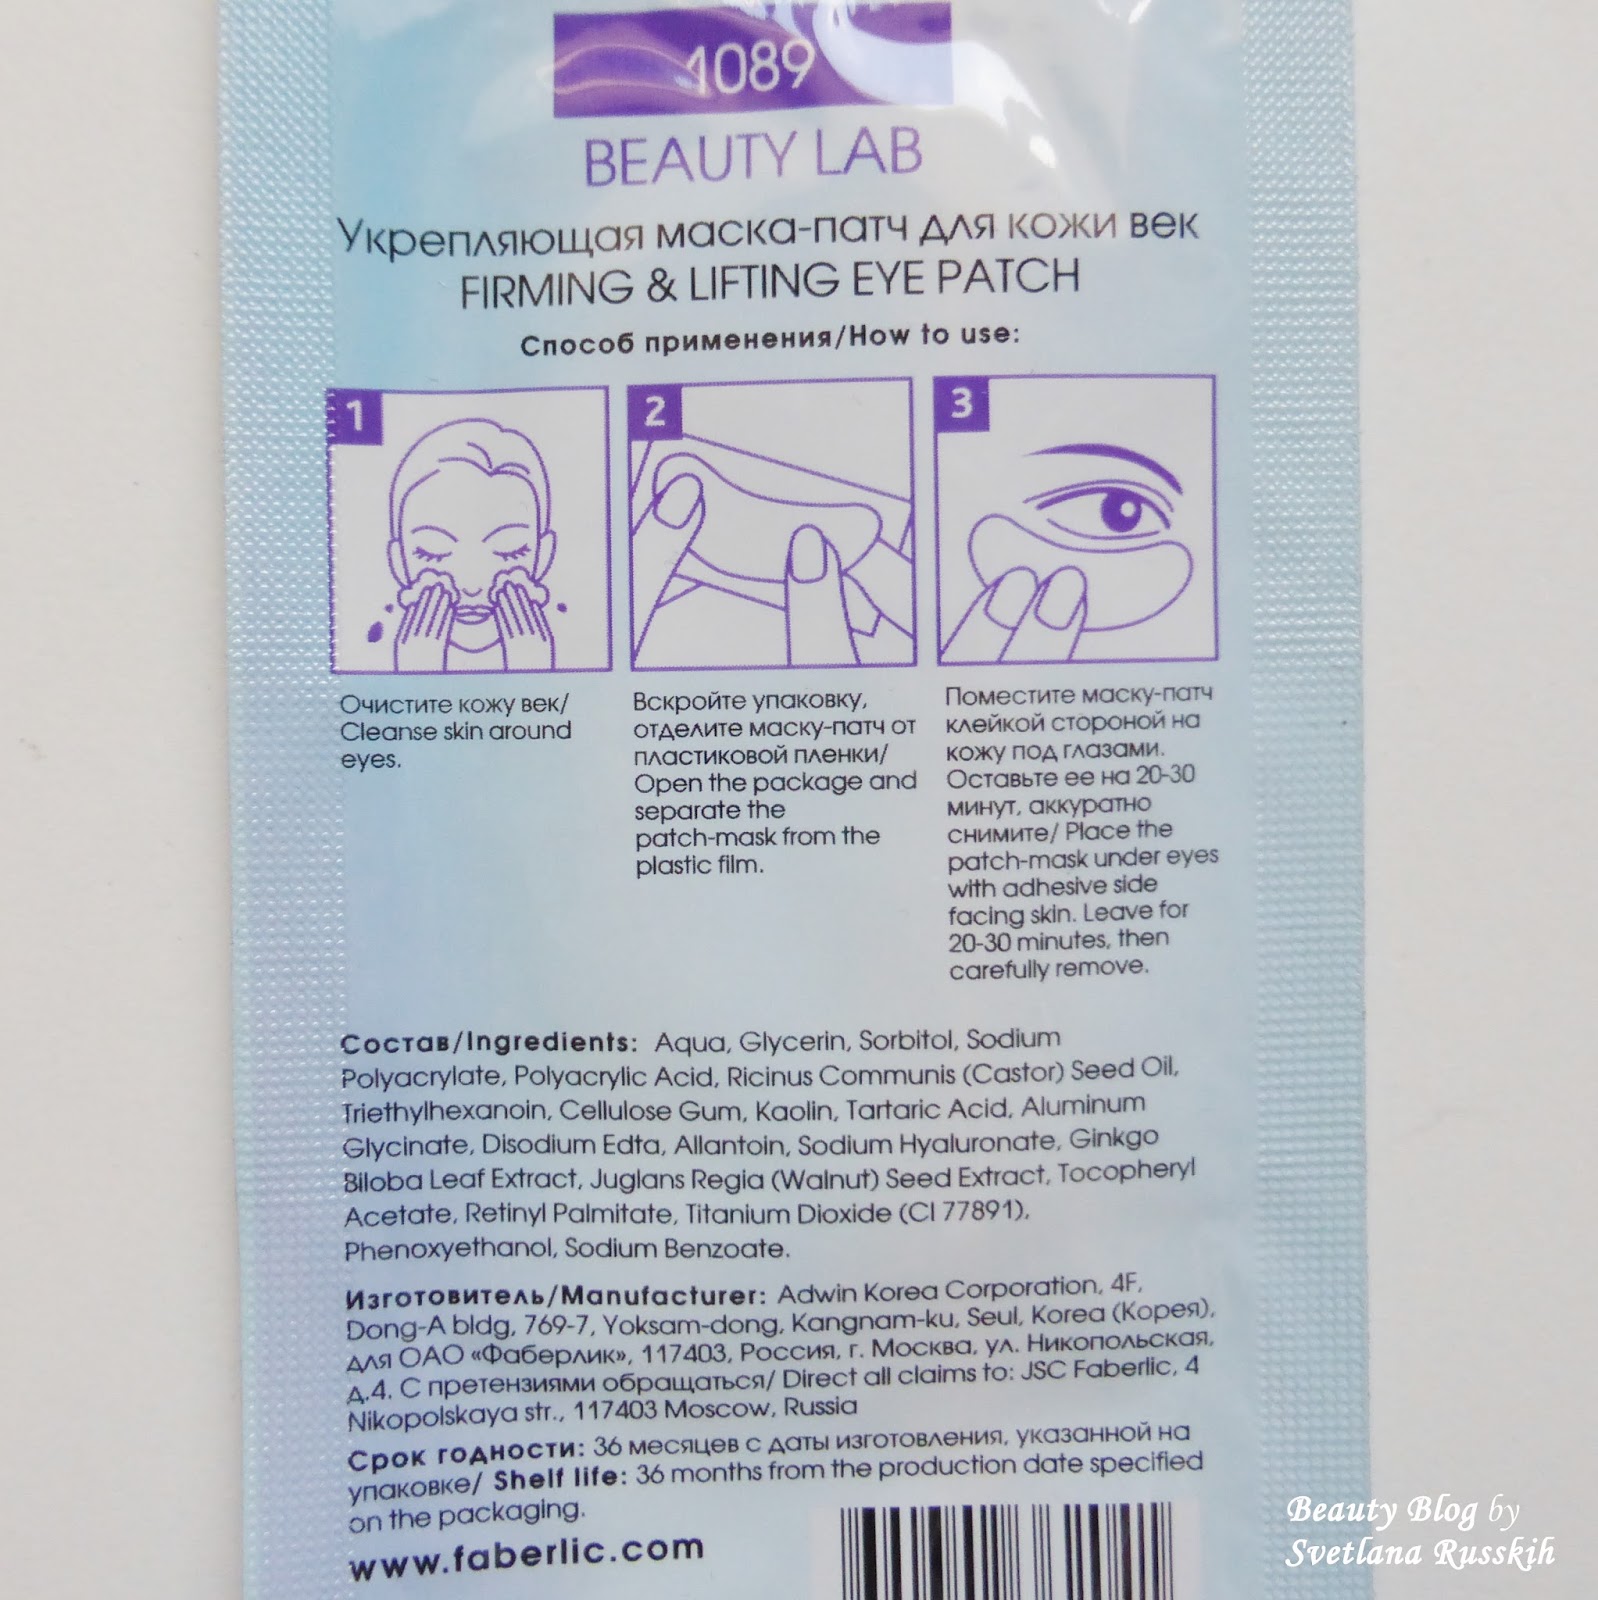 1089
BEAUTY LAB
Укрепляющая маска-патч для кожи век
FIRMING & LIFTING EYE PATCH
Способ применения/How to use:
1
2
3
Очистите кожу век/
Cleanse skin around
eyes.
Вскройте упаковку,
отделите маску-патч от
пластиковой пленки/
Open the package and
separate the
patch-mask from the
plastic film.
Поместите маску-патч
клейкой стороной на
кожу под глазами.
Оставьте ее на 20-30
минут, аккуратно
снимите/ Place the
patch-mask under eyes
with adhesive side
facing skin. Leave for
20-30 minutes, then
carefully remove.
Состав/Ingredients: Aqua, Glycerin, Sorbitol, Sodium
Polyacrylate, Polyacrylic Acid, Ricinus Communis (Castor) Seed Oil,
Triethylhexanoin, Cellulose Gum, Kaolin, Tartaric Acid, Aluminum
Glycinate, Disodium Edta, Allantoin, Sodium Hyaluronate, Ginkgo
Biloba Leaf Extract, Juglans Regia (Walnut) Seed Extract, Tocopheryl
Acetate, Retinyl Palmitate, Titanium Dioxide (CI 77891),
Phenoxyethanol, Sodium Benzoate.
Изготовитель/Manufacturer: Adwin Korea Corporation, 4F,
Dong-A bldg, 769-7, Yoksam-dong, Kangnam-ku, Seul, Korea (Корея),
для ОАО «Фаберлик», 117403, Россия, г. Москва, ул. Никопольская,
д.4. С претензиями обращаться/ Direct all claims to: JSC Faberlic, 4
Nikopolskaya str., 117403 Moscow, Russia
Срок годности: 36 месяцев с даты изготовления, указанной на
упаковке/ Shelf life: 36 months from the production date specified
on the packaging.
www.faberlic.com
Beauty Blog by
Svetlana Russkih